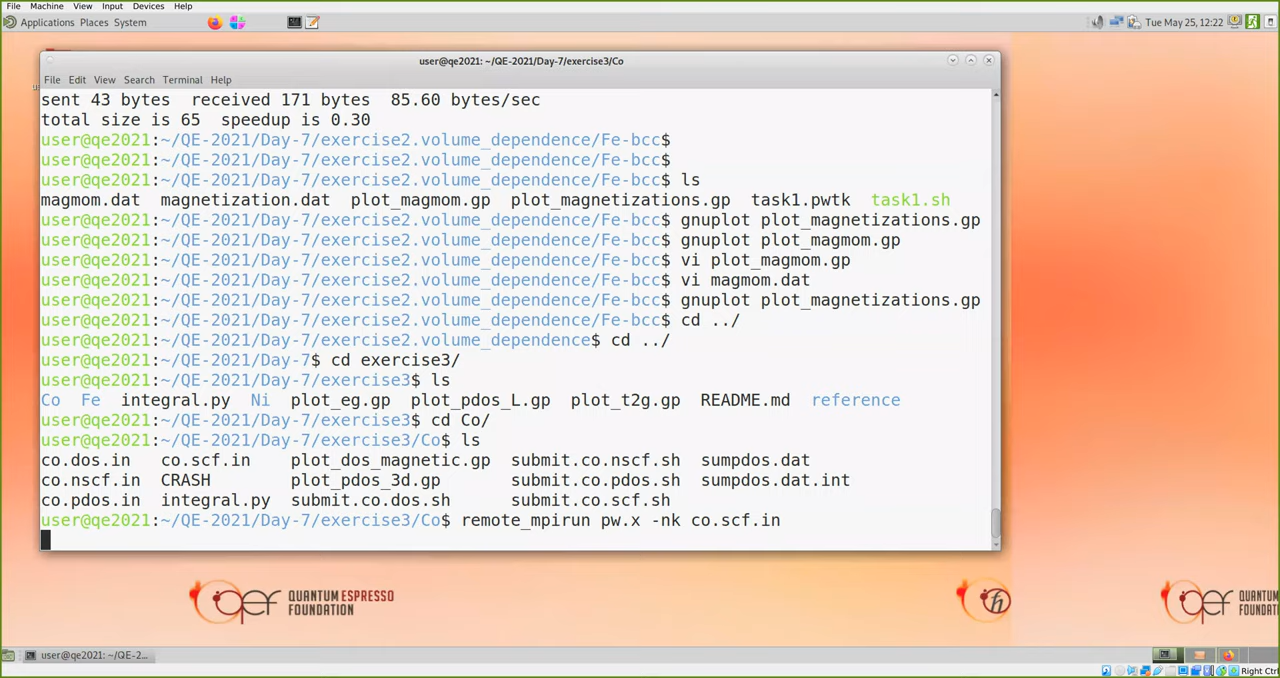 File Machine View Input Devices Help
Applications Places System Tue May 25, 12:22
user@qe2021: ~/QE-2021/Day-7/exercise3/Co
File Edit View Search Terminal Help
sent 43 bytes  received 171 bytes  85.60 bytes/sec
total size is 65  speedup is 0.30
user@qe2021:~/QE-2021/Day-7/exercise2.volume_dependence/Fe-bcc$
user@qe2021:~/QE-2021/Day-7/exercise2.volume_dependence/Fe-bcc$
user@qe2021:~/QE-2021/Day-7/exercise2.volume_dependence/Fe-bcc$ ls
magmom.dat  magnetization.dat  plot_magmom.gp  plot_magnetizations.gp  task1.pwtk  task1.sh
user@qe2021:~/QE-2021/Day-7/exercise2.volume_dependence/Fe-bcc$ gnuplot plot_magnetizations.gp
user@qe2021:~/QE-2021/Day-7/exercise2.volume_dependence/Fe-bcc$ gnuplot plot_magmom.gp
user@qe2021:~/QE-2021/Day-7/exercise2.volume_dependence/Fe-bcc$ vi plot_magmom.gp
user@qe2021:~/QE-2021/Day-7/exercise2.volume_dependence/Fe-bcc$ vi magmom.dat
user@qe2021:~/QE-2021/Day-7/exercise2.volume_dependence/Fe-bcc$ gnuplot plot_magnetizations.gp
user@qe2021:~/QE-2021/Day-7/exercise2.volume_dependence/Fe-bcc$ cd ../
user@qe2021:~/QE-2021/Day-7/exercise2.volume_dependence$ cd ../
user@qe2021:~/QE-2021/Day-7$ cd exercise3/
user@qe2021:~/QE-2021/Day-7/exercise3$ ls
Co  Fe  integral.py  Ni  plot_eg.gp  plot_pdos_L.gp  plot_t2g.gp  README.md  reference
user@qe2021:~/QE-2021/Day-7/exercise3$ cd Co/
user@qe2021:~/QE-2021/Day-7/exercise3/Co$ ls
co.dos.in   co.scf.in    plot_dos_magnetic.gp  submit.co.nscf.sh  sumpdos.dat
co.nscf.in  CRASH        plot_pdos_3d.gp       submit.co.pdos.sh  sumpdos.dat.int
co.pdos.in  integral.py  submit.co.dos.sh      submit.co.scf.sh
user@qe2021:~/QE-2021/Day-7/exercise3/Co$ remote_mpirun pw.x -nk co.scf.in
QUANTUM ESPRESSO
FOUNDATION
QUANTUM
FOUND
user@qe2021: ~/QE-2...
Right Ctrl